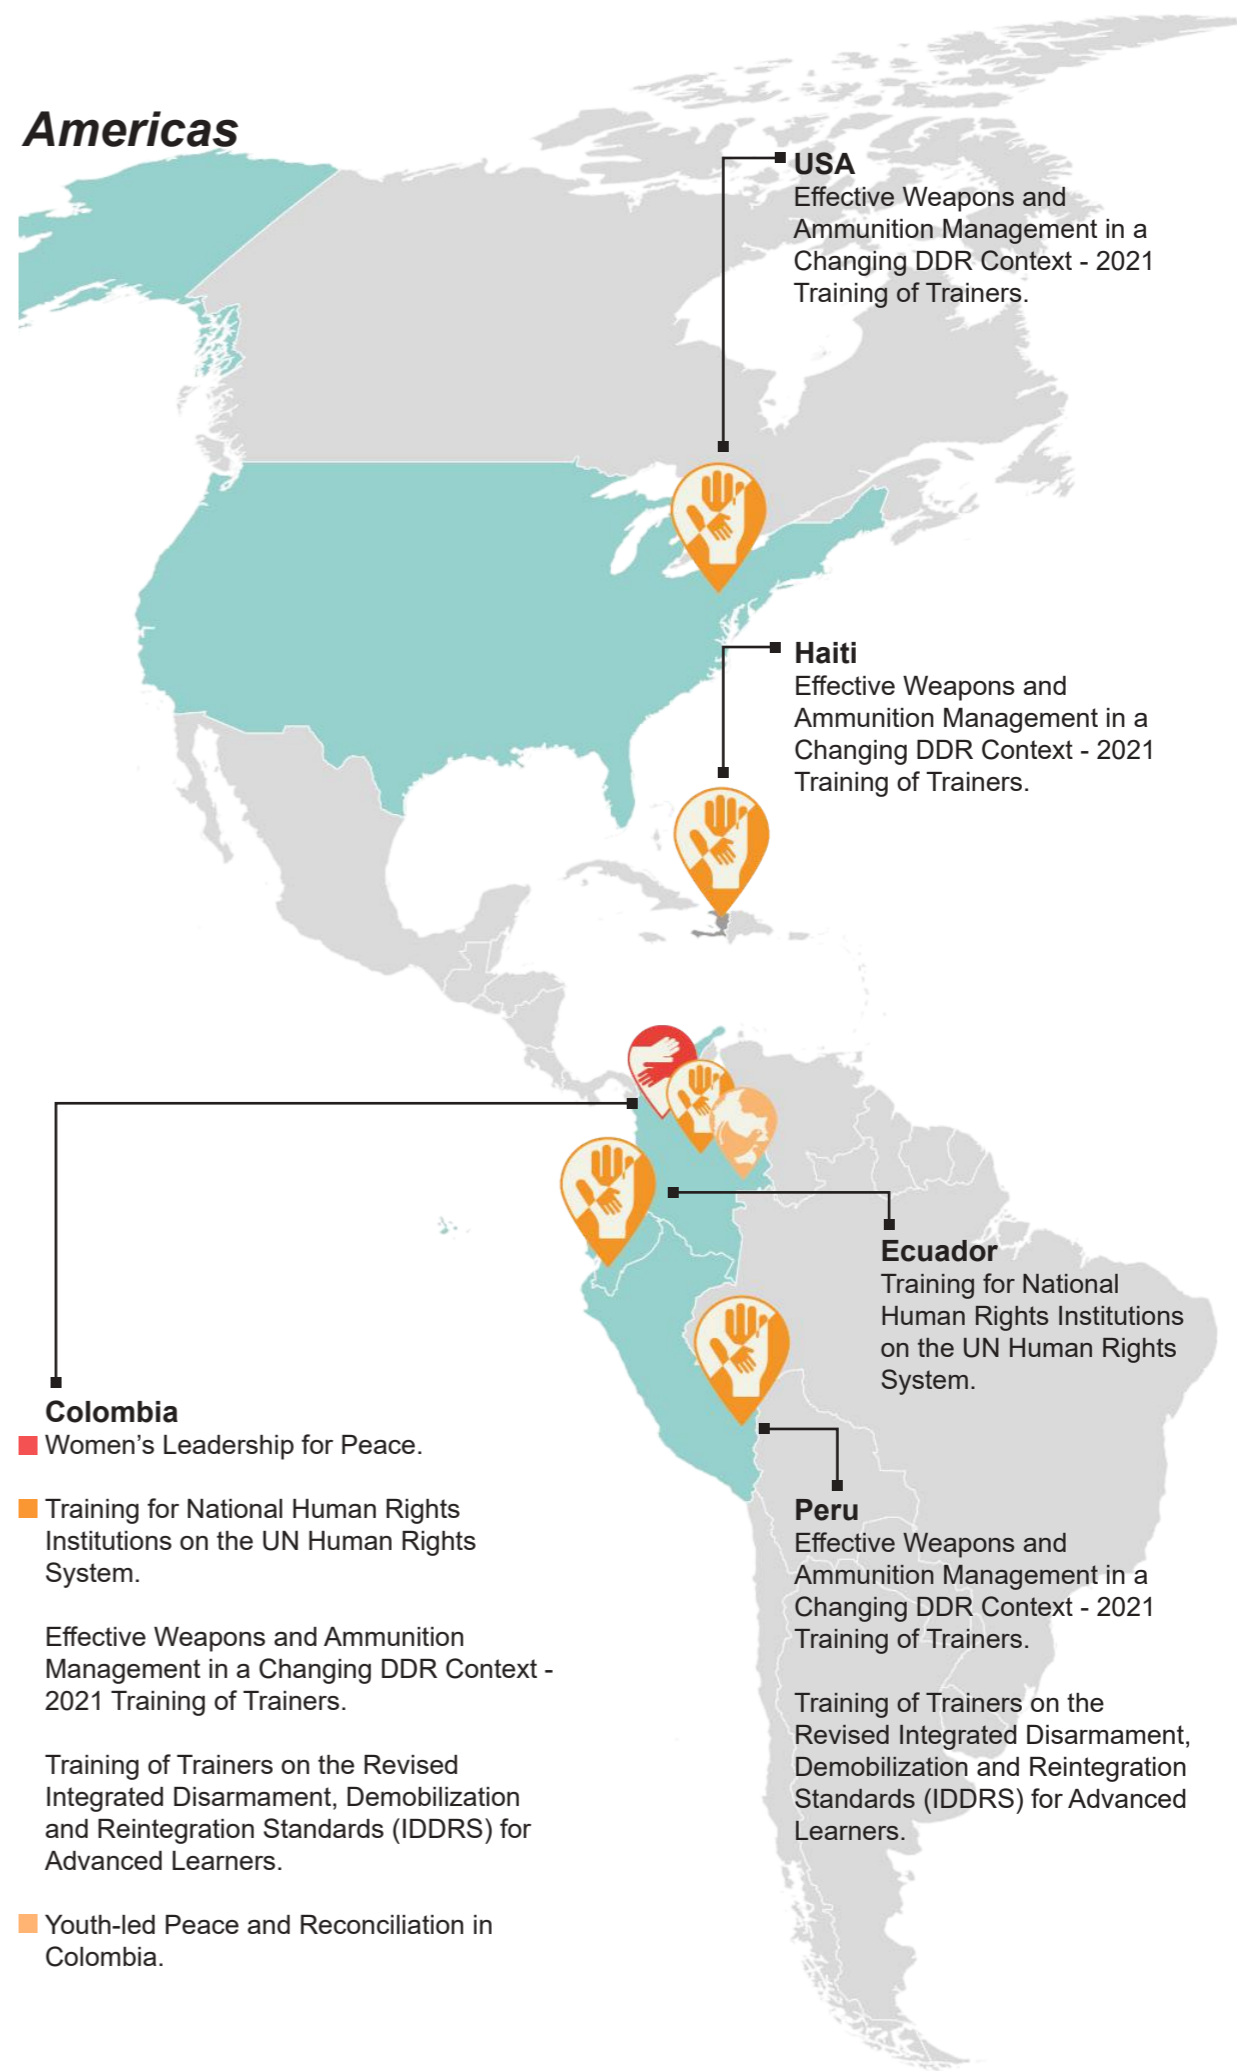 Americas
USA
Effective Weapons and
Ammunition Management in a
Changing DDR Context - 2021
Training of Trainers.
Haiti
Effective Weapons and
Ammunition Management in a
Changing DDR Context - 2021
Training of Trainers.
Ecuador
Training for National
Human Rights Institutions
on the UN Human Rights
System.
Colombia
Women’s Leadership for Peace.
Training for National Human Rights
Institutions on the UN Human Rights
System.
Effective Weapons and Ammunition
Management in a Changing DDR Context -
2021 Training of Trainers.
Training of Trainers on the Revised
Integrated Disarmament, Demobilization
and Reintegration Standards (IDDRS) for
Advanced Learners.
Youth-led Peace and Reconciliation in
Colombia.
Peru
Effective Weapons and
Ammunition Management in a
Changing DDR Context - 2021
Training of Trainers.
Training of Trainers on the
Revised Integrated Disarmament,
Demobilization and Reintegration
Standards (IDDRS) for Advanced
Learners.